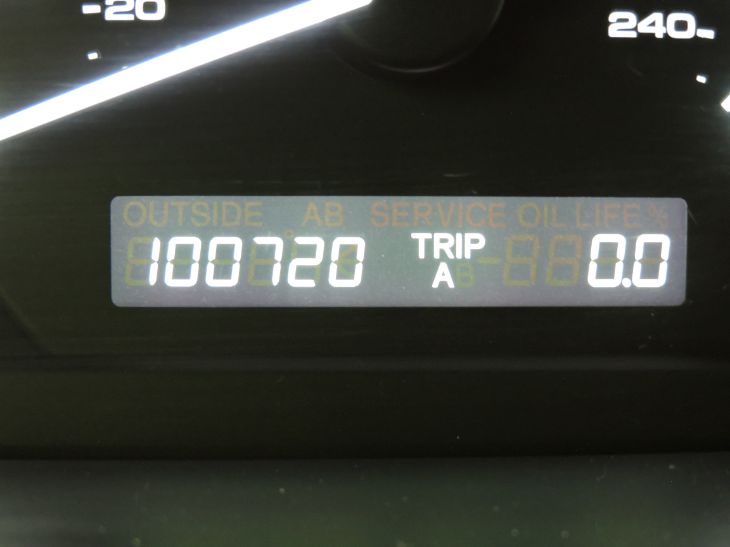 20
240
OUTSIDE AB SERVICE OIL LIFE %
100720 TRIP A B 0.0